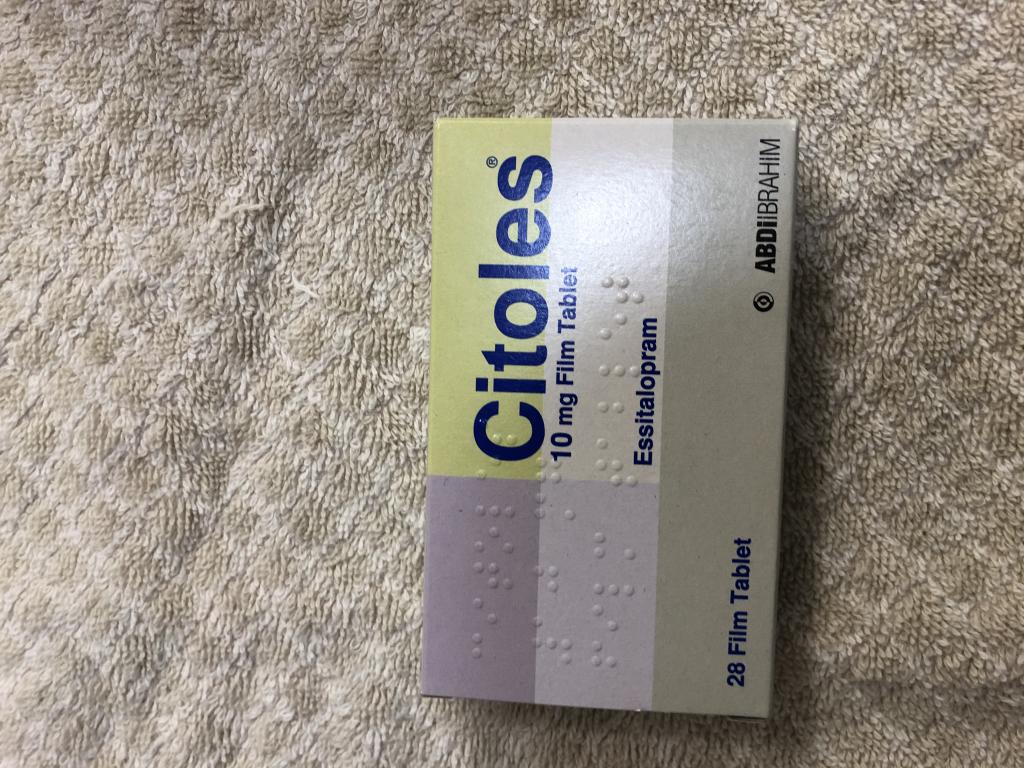 Citoles®
10 mg Film Tablet
Essitalopram
28 Film Tablet
ABDİİBRAHİM